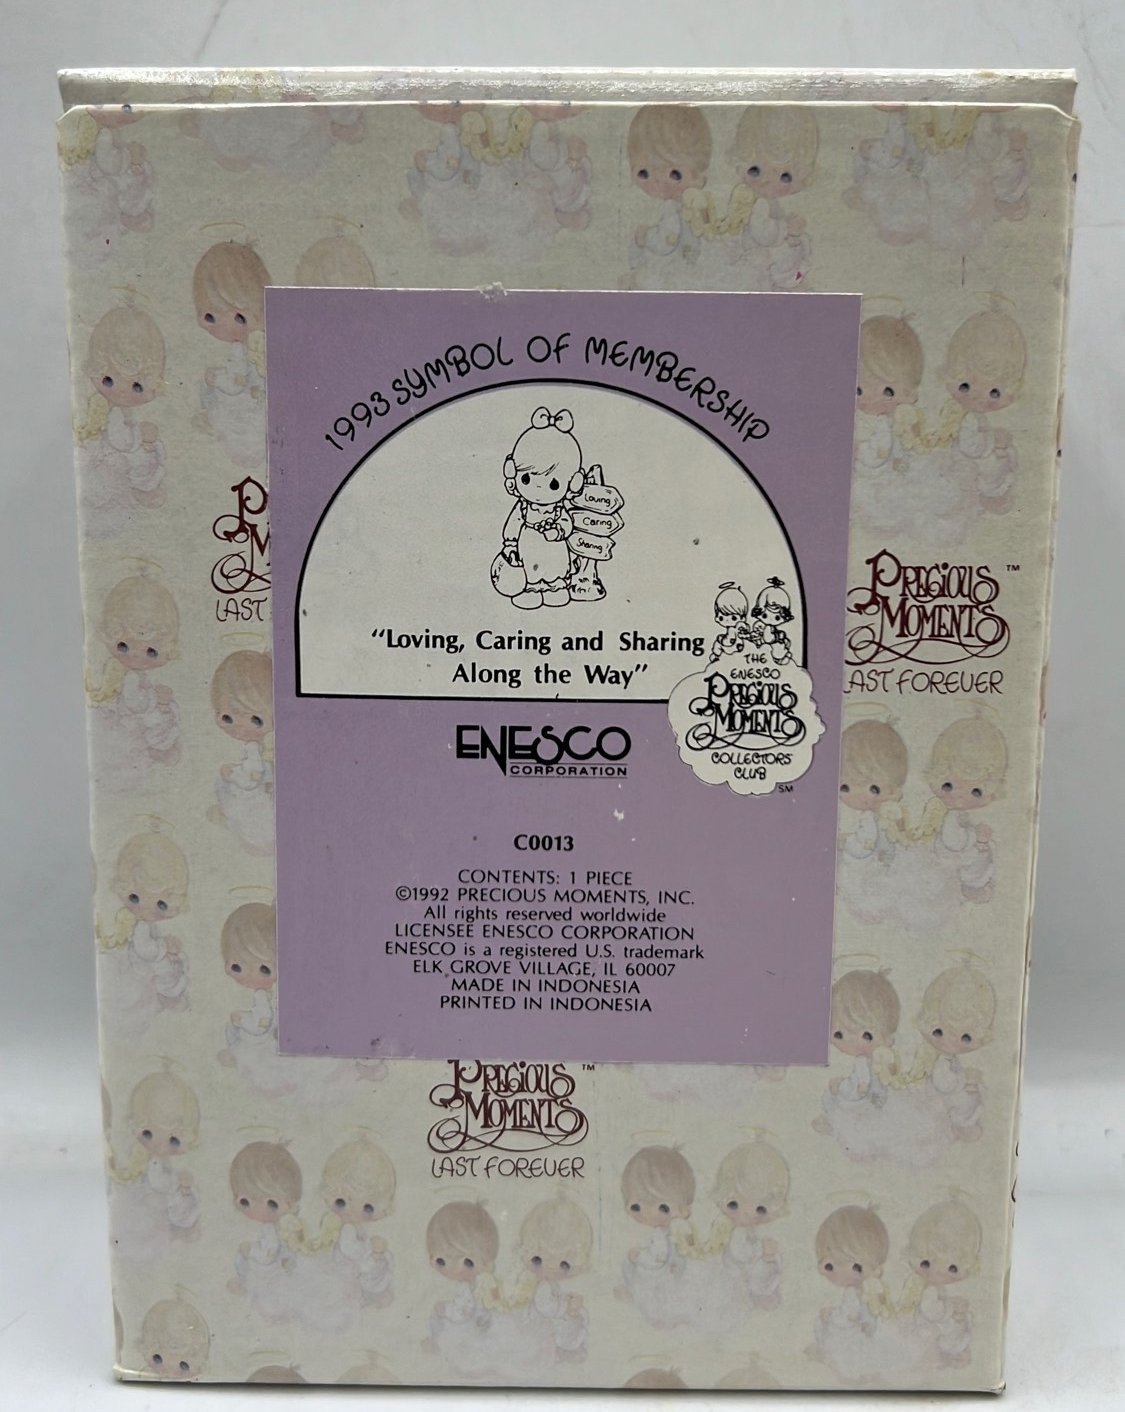 1993 SYMBOL OF MEMBERSHIP
Loving
Caring
Sharing
"Loving, Caring and Sharing
Along the Way"
THE
ENESCO
PRECIOUS
MOMENTS
COLLECTORS'
CLUB
SM
ENESCO
CORPORATION
C0013
CONTENTS: 1 PIECE
©1992 PRECIOUS MOMENTS, INC.
All rights reserved worldwide
LICENSEE ENESCO CORPORATION
ENESCO is a registered U.S. trademark
ELK GROVE VILLAGE, IL 60007
MADE IN INDONESIA
PRINTED IN INDONESIA
P
M
LAST
PRECIOUS TM
MOMENTS
LAST FOREVER
PRECIOUS TM
MOMENTS
LAST FOREVER